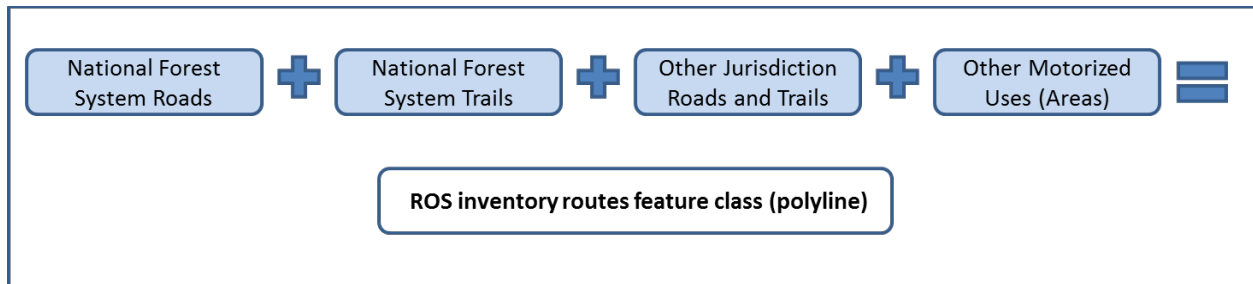 National Forest
System Roads
National Forest
System Trails
Other Jurisdiction
Roads and Trails
Other Motorized
Uses (Areas)
ROS inventory routes feature class (polyline)